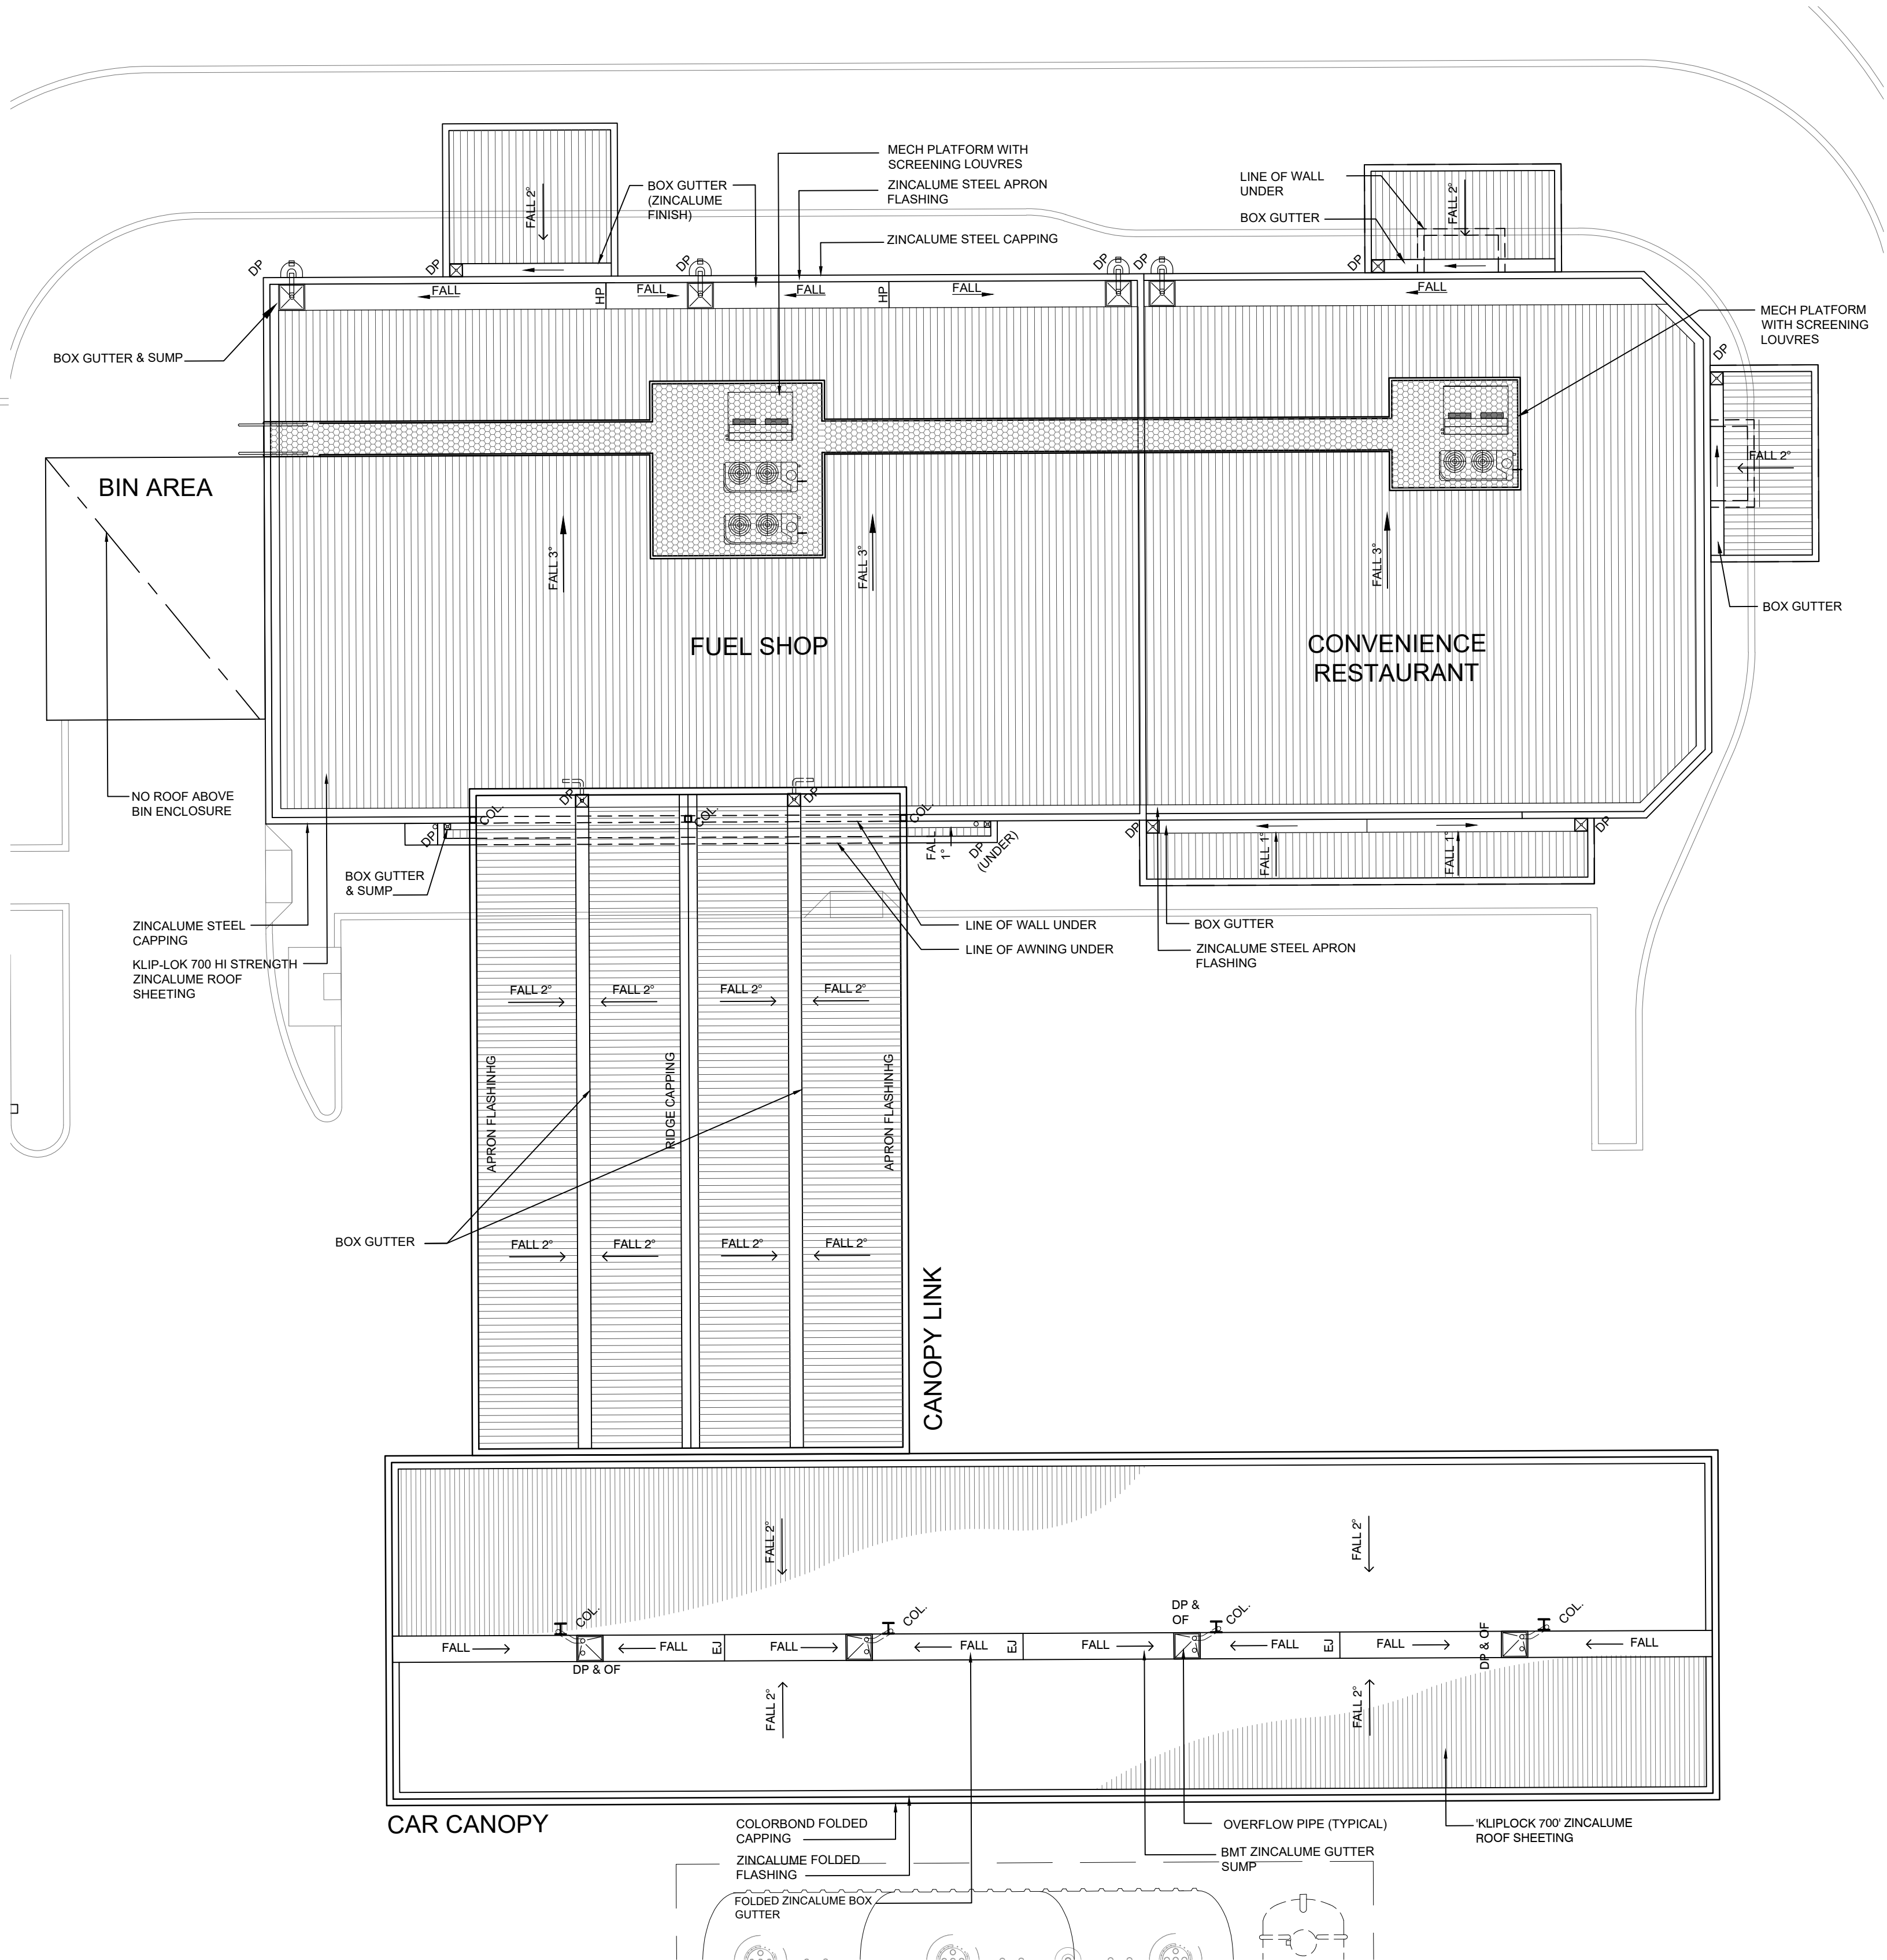 MECH PLATFORM WITH
SCREENING LOUVRES
ZINCALUME STEEL APRON
FLASHING
ZINCALUME STEEL CAPPING
BOX GUTTER
(ZINCALUME
FINISH)
FALL 2°
LINE OF WALL
UNDER
BOX GUTTER
FALL 2°
DP
DP
DP
DP
DP
DP
FALL
HP
FALL
FALL
HP
FALL
FALL
MECH PLATFORM
WITH SCREENING
LOUVRES
DP
BOX GUTTER & SUMP
BIN AREA
FALL 2°
FALL 3°
FALL 3°
FALL 3°
BOX GUTTER
FUEL SHOP
CONVENIENCE
RESTAURANT
NO ROOF ABOVE
BIN ENCLOSURE
DP
DP
COL.
COL.
COL.
DP
FALL
1°
DP
(UNDER)
DP
DP
FALL 1°
FALL 1°
BOX GUTTER
& SUMP
ZINCALUME STEEL
CAPPING
KLIP-LOK 700 HI STRENGTH
ZINCALUME ROOF
SHEETING
LINE OF WALL UNDER
LINE OF AWNING UNDER
BOX GUTTER
ZINCALUME STEEL APRON
FLASHING
FALL 2°
FALL 2°
FALL 2°
FALL 2°
APRON FLASHINHG
RIDGE CAPPING
APRON FLASHINHG
BOX GUTTER
FALL 2°
FALL 2°
FALL 2°
FALL 2°
CANOPY LINK
FALL 2°
FALL 2°
COL.
COL.
DP &
OF
COL.
COL.
FALL
FALL
EJ
FALL
FALL
EJ
FALL
FALL
EJ
FALL
DP & OF
FALL
DP & OF
FALL 2°
FALL 2°
CAR CANOPY
COLORBOND FOLDED
CAPPING
ZINCALUME FOLDED
FLASHING
FOLDED ZINCALUME BOX
GUTTER
OVERFLOW PIPE (TYPICAL)
BMT ZINCALUME GUTTER
SUMP
'KLIPLOCK 700' ZINCALUME
ROOF SHEETING